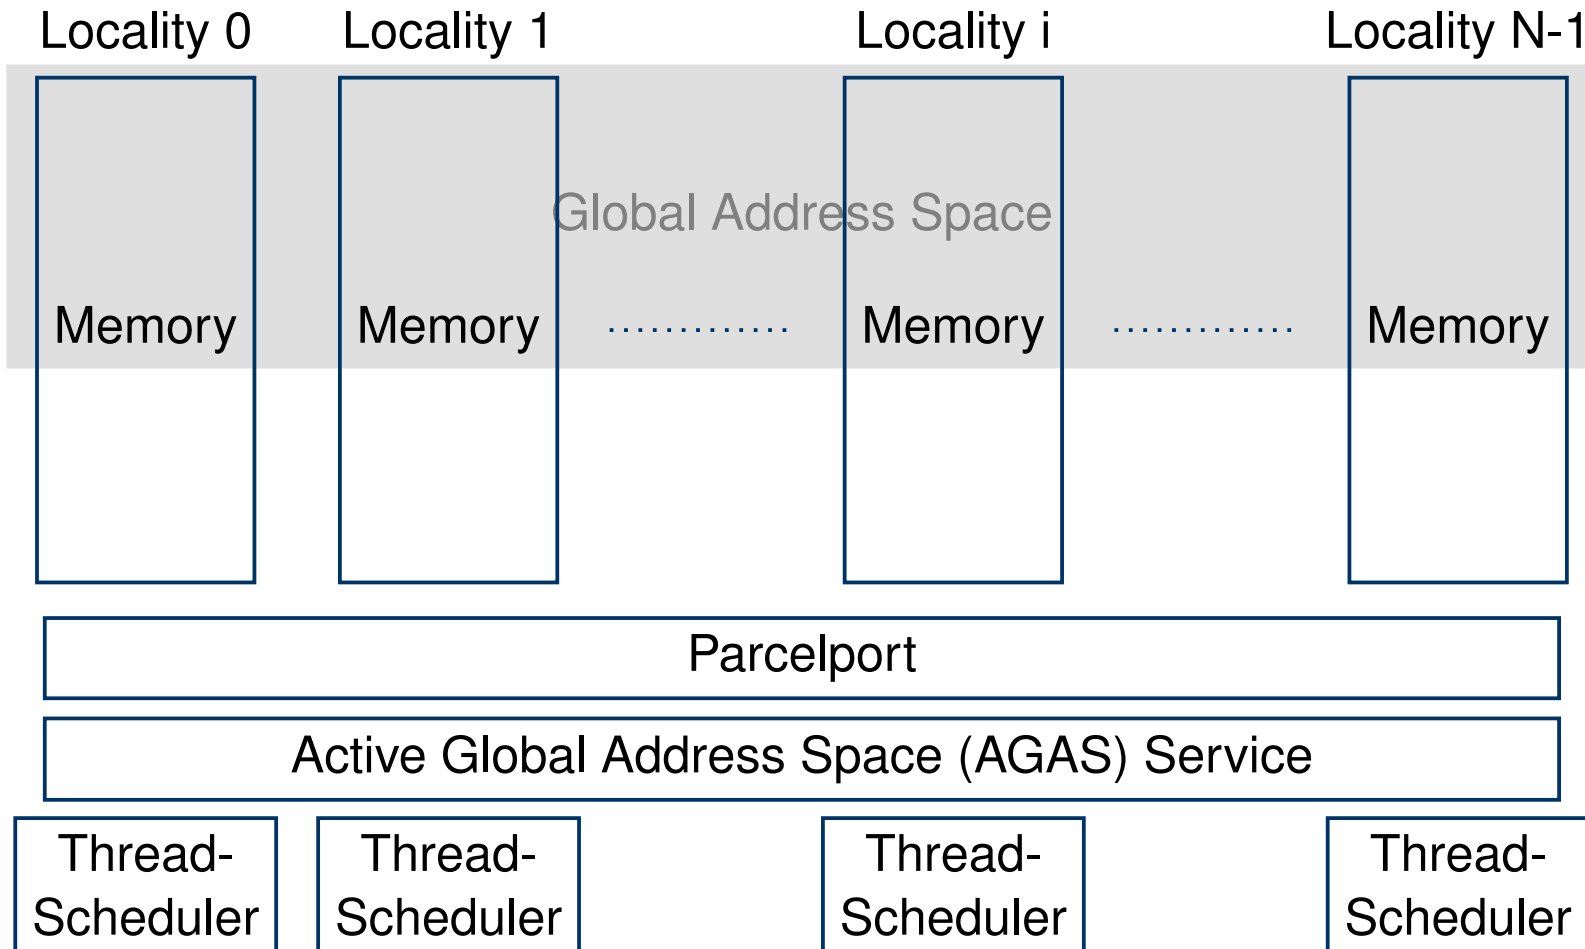 Locality 0 Locality 1 Locality i Locality N-1
Global Address Space
Memory Memory ............. Memory ............. Memory
Parcelport
Active Global Address Space (AGAS) Service
Thread- Thread- Thread- Thread-
Scheduler Scheduler Scheduler Scheduler